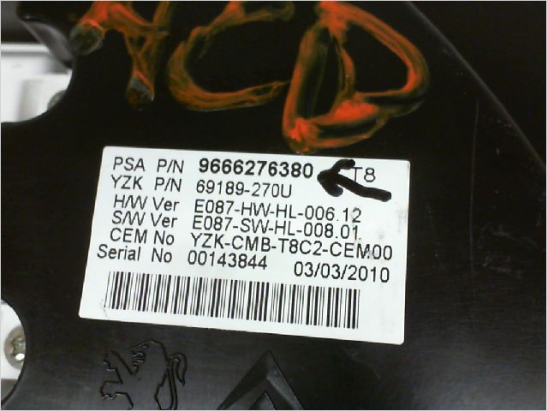 PSA P/N 9666276380 T8
YZK P/N 69189-270U
H/W Ver E087-HW-HL-006.12
S/W Ver E087-SW-HL-008.01
CEM No YZK-CMB-T8C2-CEM00
Serial No 00143844 03/03/2010